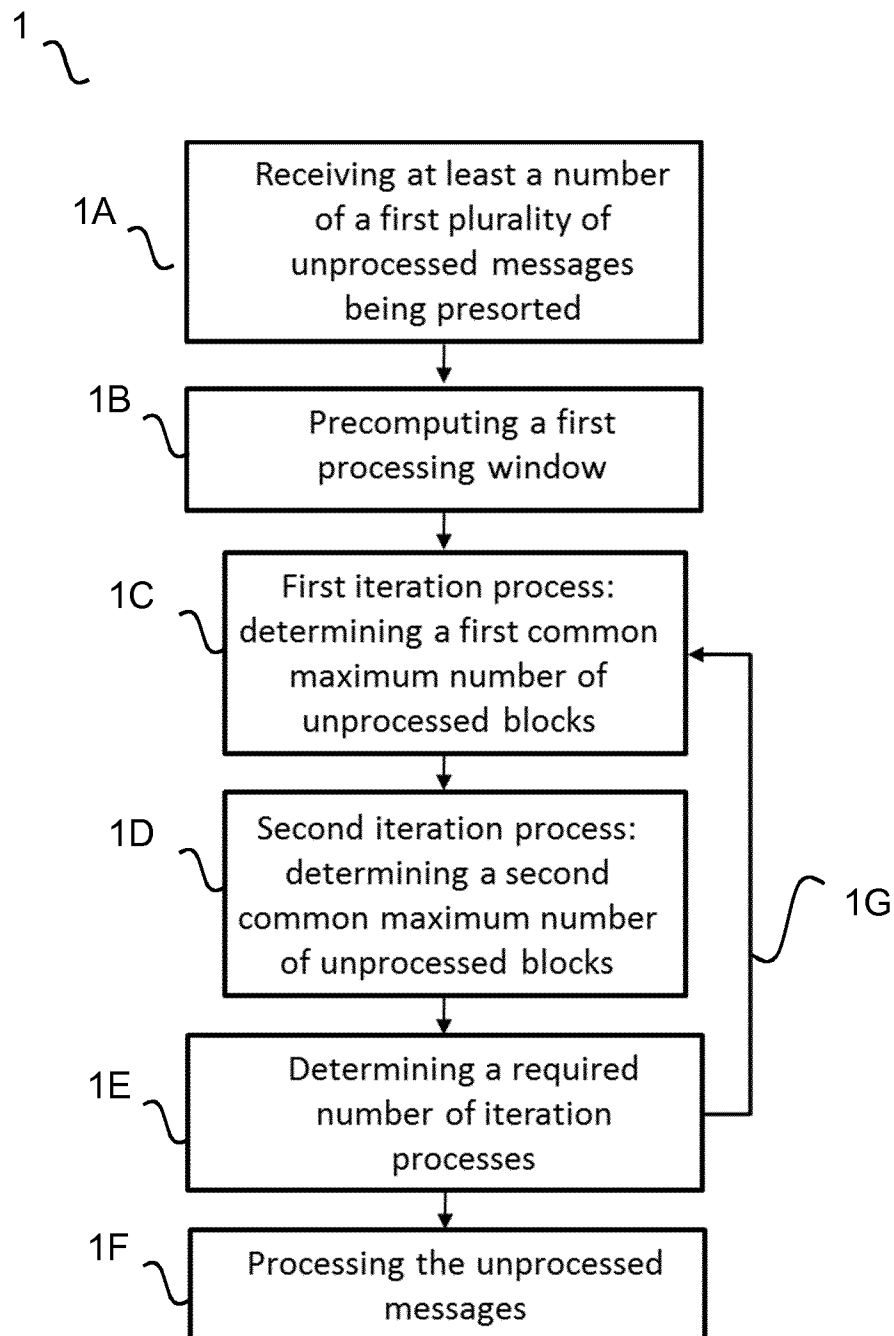 1
1A
Receiving at least a number
of a first plurality of
unprocessed messages
being presorted
1B
Precomputing a first
processing window
1C
First iteration process:
determining a first common
maximum number of
unprocessed blocks
1D
Second iteration process:
determining a second
common maximum number
of unprocessed blocks
1G
1E
Determining a required
number of iteration
processes
1F
Processing the unprocessed
messages